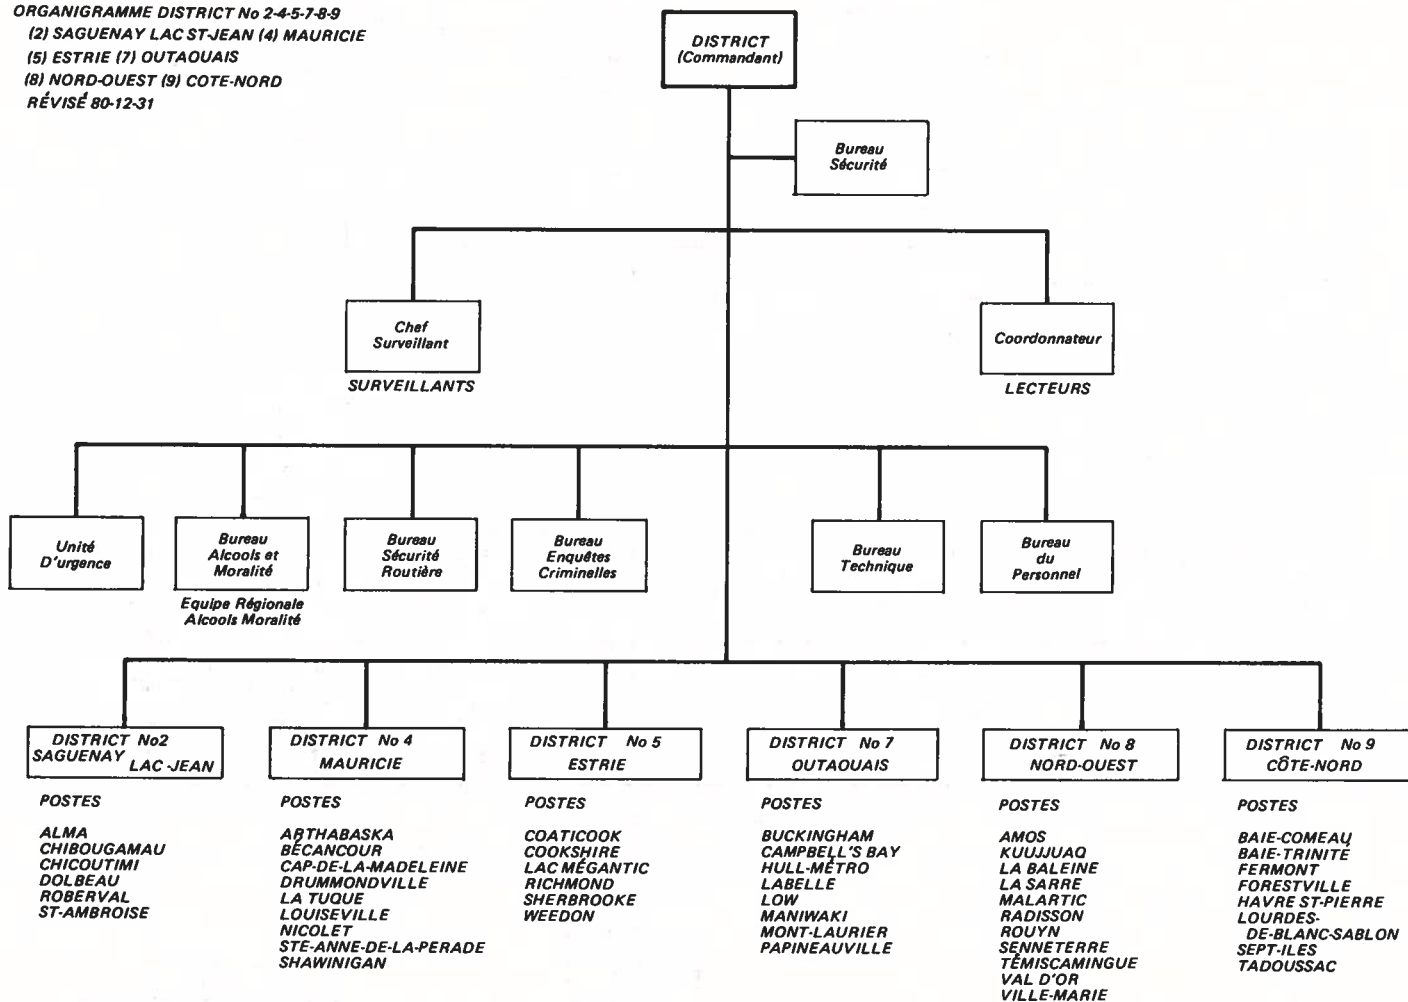 ORGANIGRAMME DISTRICT No 2-4-5-7-8-9
(2) SAGUENAY LAC ST-JEAN (4) MAURICIE
(5) ESTRIE (7) OUTAOUAIS
(8) NORD-OUEST (9) COTE-NORD
RÉVISÉ 80-12-31
DISTRICT
(Commandant)
Bureau
Sécurité
Chef
Surveillant
SURVEILLANTS
Coordonnateur
LECTEURS
Unité
D'urgence
Bureau
Alcools et
Moralité
Equipe Régionale
Alcools Moralité
Bureau
Sécurité
Routière
Bureau
Enquêtes
Criminelles
Bureau
Technique
Bureau
du
Personnel
DISTRICT No2
SAGUENAY
LAC -JEAN
POSTES
ALMA
CHIBOUGAMAU
CHICOUTIMI
DOLBEAU
ROBERVAL
ST-AMBROISE
DISTRICT No 4
MAURICIE
POSTES
ARTHABASKA
BÉCANCOUR
CAP-DE-LA-MADELEINE
DRUMMONDVILLE
LA TUQUE
LOUISEVILLE
NICOLET
STE-ANNE-DE-LA-PERADE
SHAWINIGAN
DISTRICT No 5
ESTRIE
POSTES
COATICOOK
COOKSHIRE
LAC MÉGANTIC
RICHMOND
SHERBROOKE
WEEDON
DISTRICT No 7
OUTAOUAIS
POSTES
BUCKINGHAM
CAMPBELL'S BAY
HULL-MÉTRO
LABELLE
LOW
MANIWAKI
MONT-LAURIER
PAPINEAUVILLE
DISTRICT No 8
NORD-OUEST
POSTES
AMOS
KUUJJUAQ
LA BALEINE
LA SARRE
MALARTIC
RADISSON
ROUYN
SENNETERRE
TÉMISCAMINGUE
VAL D'OR
VILLE-MARIE
DISTRICT No 9
CÔTE-NORD
POSTES
BAIE-COMEAU
BAIE-TRINITÉ
FERMONT
FORESTVILLE
HAVRE ST-PIERRE
LOURDES-
DE-BLANC-SABLON
SEPT-ILES
TADOUSSAC